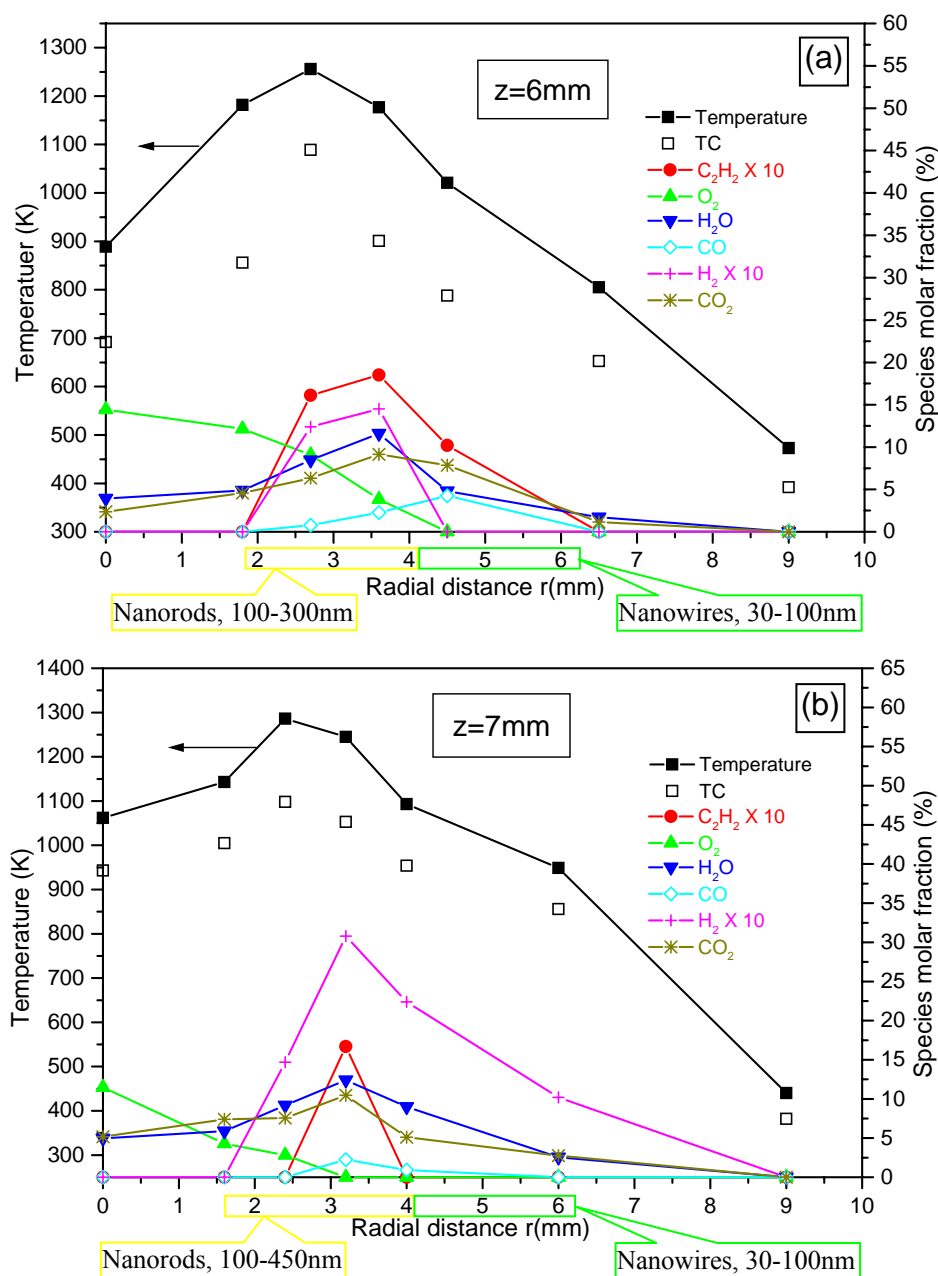 (a)
z=6mm
Temperature
TC
C₂H₂ X 10
O₂
H₂O
CO
H₂ X 10
CO₂
1300
1200
1100
1000
900
800
700
600
500
400
300
Temperatuer (K)
60
55
50
45
40
35
30
25
20
15
10
5
0
Species molar fraction (%)
0 1 2 3 4 5 6 7 8 9 10
Radial distance r(mm)
Nanorods, 100-300nm
Nanowires, 30-100nm
(b)
z=7mm
Temperature
TC
C₂H₂ X 10
O₂
H₂O
CO
H₂ X 10
CO₂
1400
1300
1200
1100
1000
900
800
700
600
500
400
300
Temperature (K)
65
60
55
50
45
40
35
30
25
20
15
10
5
0
Species molar fraction (%)
0 1 2 3 4 5 6 7 8 9 10
Radial distance r(mm)
Nanorods, 100-450nm
Nanowires, 30-100nm